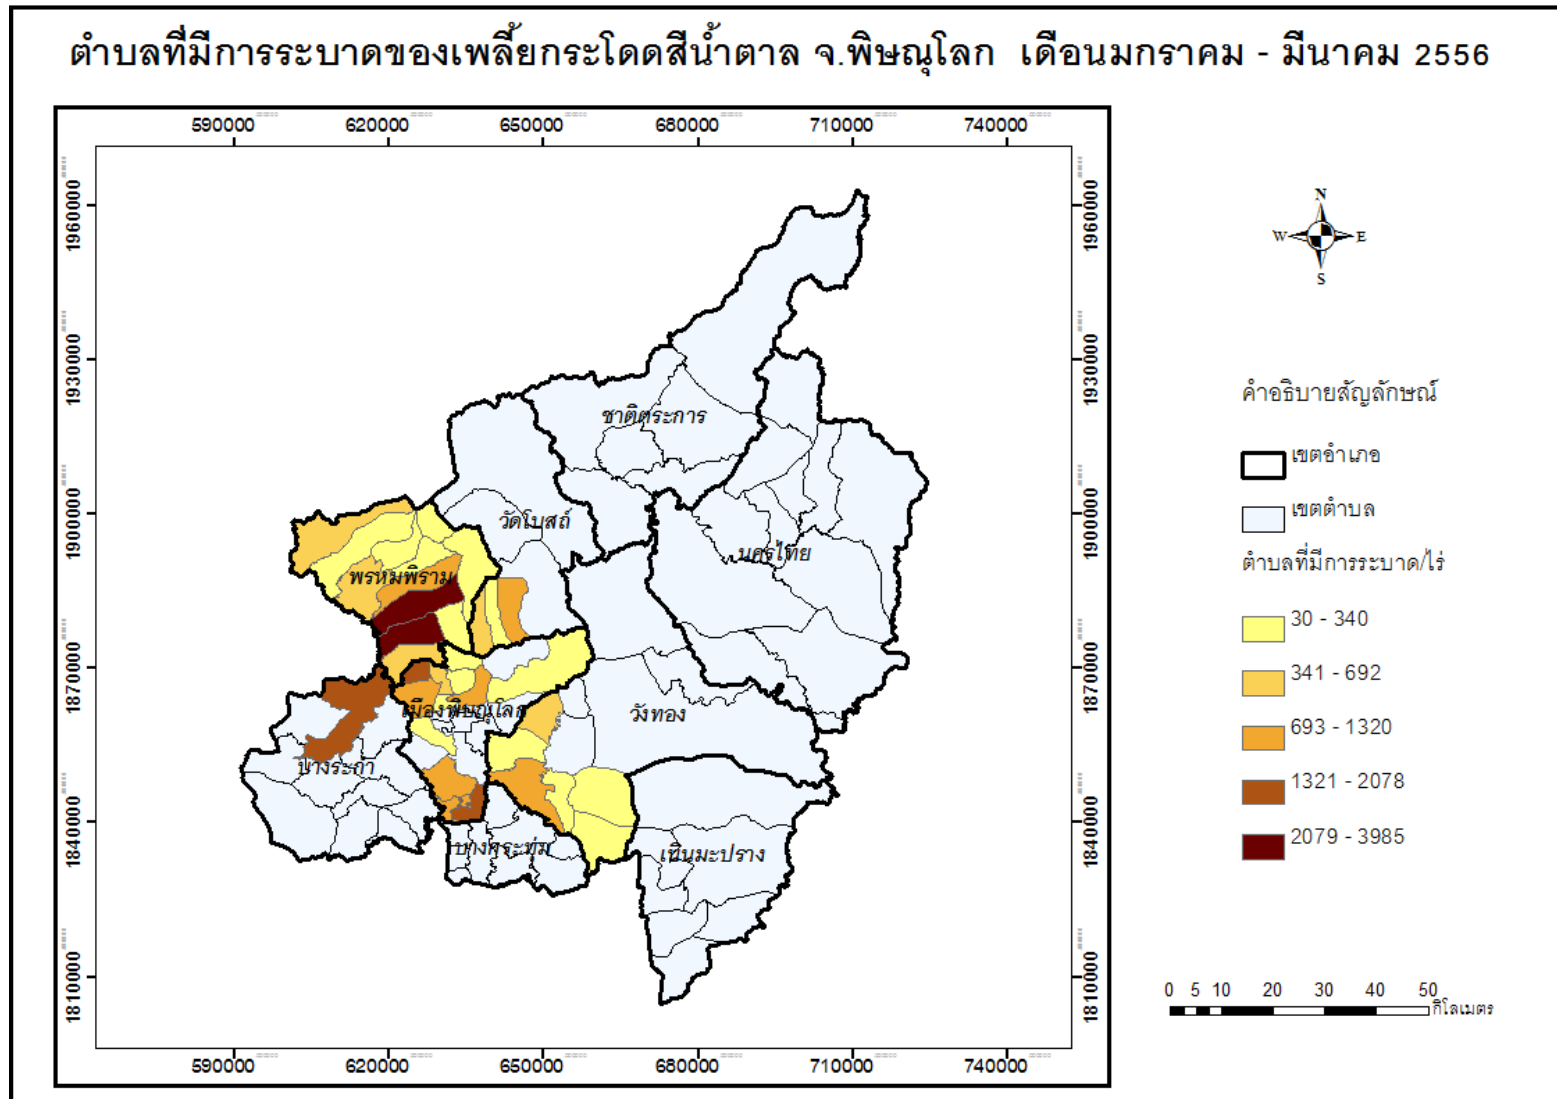 ตำบลที่มีการระบาดของเพลี้ยกระโดดสีน้ำตาล จ.พิษณุโลก เดือนมกราคม - มีนาคม 2556
590000 620000 650000 680000 710000 740000
1960000 1960000
1930000 1930000
1900000 1900000
1870000 1870000
1840000 1840000
1810000 1810000
590000 620000 650000 680000 710000 740000
ชาติตระการ
วัดโบสถ์
นครไทย
พรหมพิราม
เมืองพิษณุโลก
วังทอง
บางระกำ
บางกระทุ่ม
เนินมะปราง
N
W E
S
คำอธิบายสัญลักษณ์
เขตอำเภอ
เขตตำบล
ตำบลที่มีการระบาด/ไร่
30 - 340
341 - 692
693 - 1320
1321 - 2078
2079 - 3985
0 5 10 20 30 40 50
กิโลเมตร